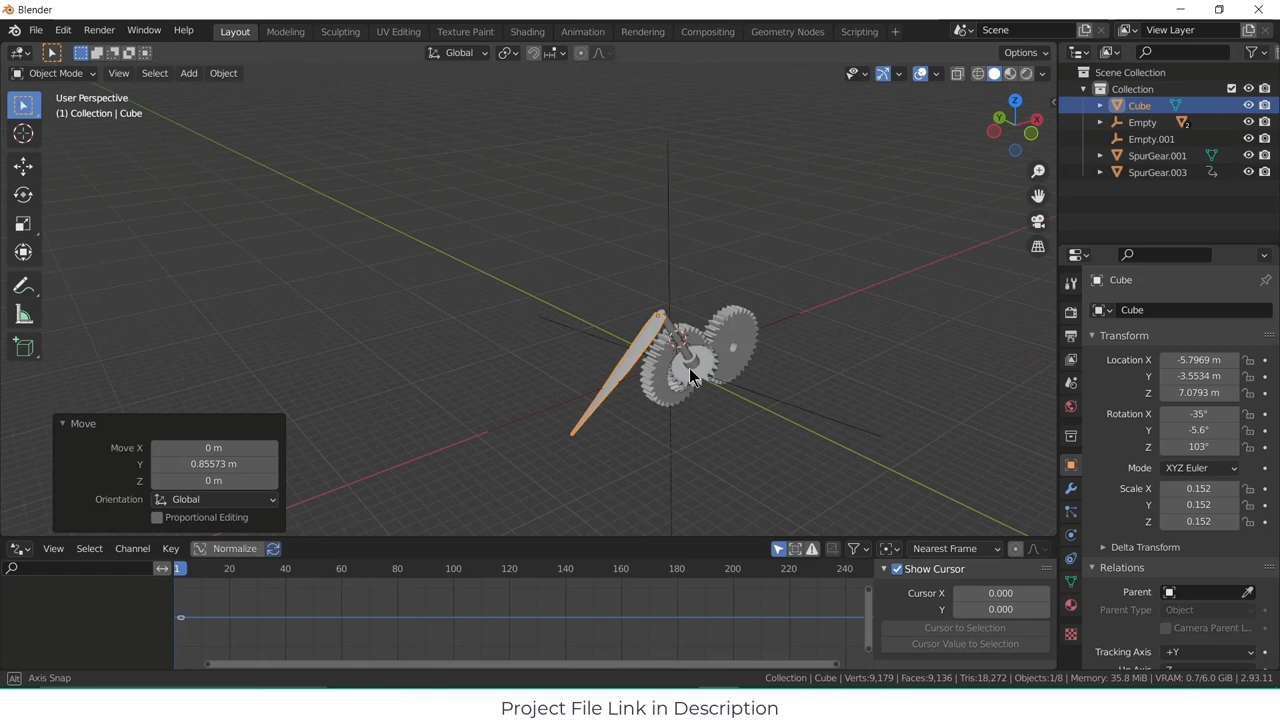 Blender
File Edit Render Window Help Layout Modeling Sculpting UV Editing Texture Paint Shading Animation Rendering Compositing Geometry Nodes Scripting + Scene View Layer
Global Options
Object Mode View Select Add Object
User Perspective
(1) Collection | Cube
Z
Y
X
Scene Collection
Collection
Cube
Empty
2
Empty.001
SpurGear.001
SpurGear.003
Cube
Cube
Transform
Location X -5.7969 m
Y -3.5534 m
Z 7.0793 m
Rotation X -35°
Y -5.6°
Z 103°
Mode XYZ Euler
Scale X 0.152
Y 0.152
Z 0.152
Delta Transform
Relations
Parent
Parent Type Object
Camera Parent L...
Tracking Axis +Y
Move
Move X 0 m
Y 0.85573 m
Z 0 m
Orientation Global
Proportional Editing
View Select Channel Key Normalize Nearest Frame
1 20 40 60 80 100 120 140 160 180 200 220 240
Show Cursor
Cursor X 0.000
Y 0.000
Cursor to Selection
Cursor Value to Selection
Alt Axis Snap
Collection | Cube | Verts:9,179 | Faces:9,136 | Tris:18,272 | Objects:1/8 | Memory: 35.8 MiB | VRAM: 0.7/6.0 GiB | 2.93.11
Project File Link in Description